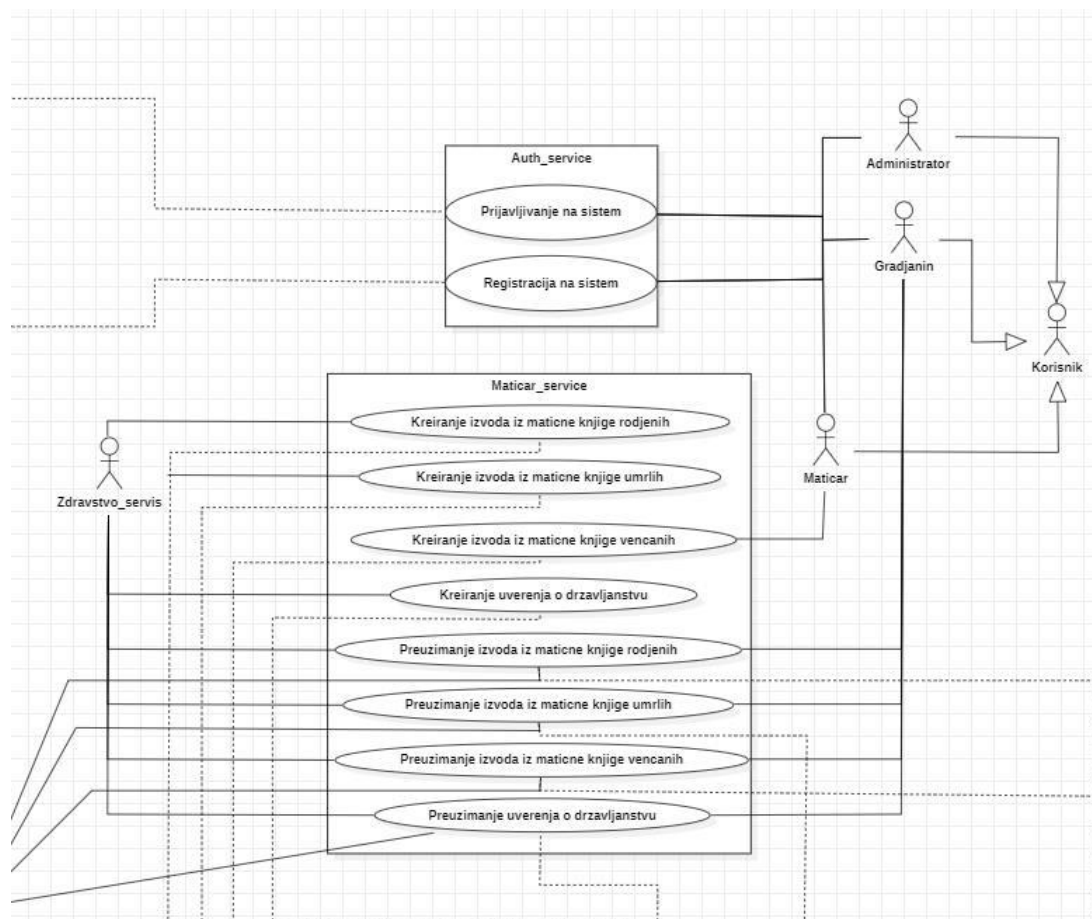 Administrator
Auth_service
Prijavljivanje na sistem
Gradjanin
Registracija na sistem
Korisnik
Maticar_service
Kreiranje izvoda iz maticne knjige rodjenih
Kreiranje izvoda iz maticne knjige umrlih
Maticar
Zdravstvo_servis
Kreiranje izvoda iz maticne knjige vencanih
Kreiranje uverenja o drzavljanstvu
Preuzimanje izvoda iz maticne knjige rodjenih
Preuzimanje izvoda iz maticne knjige umrlih
Preuzimanje izvoda iz maticne knjige vencanih
Preuzimanje uverenja o drzavljanstvu